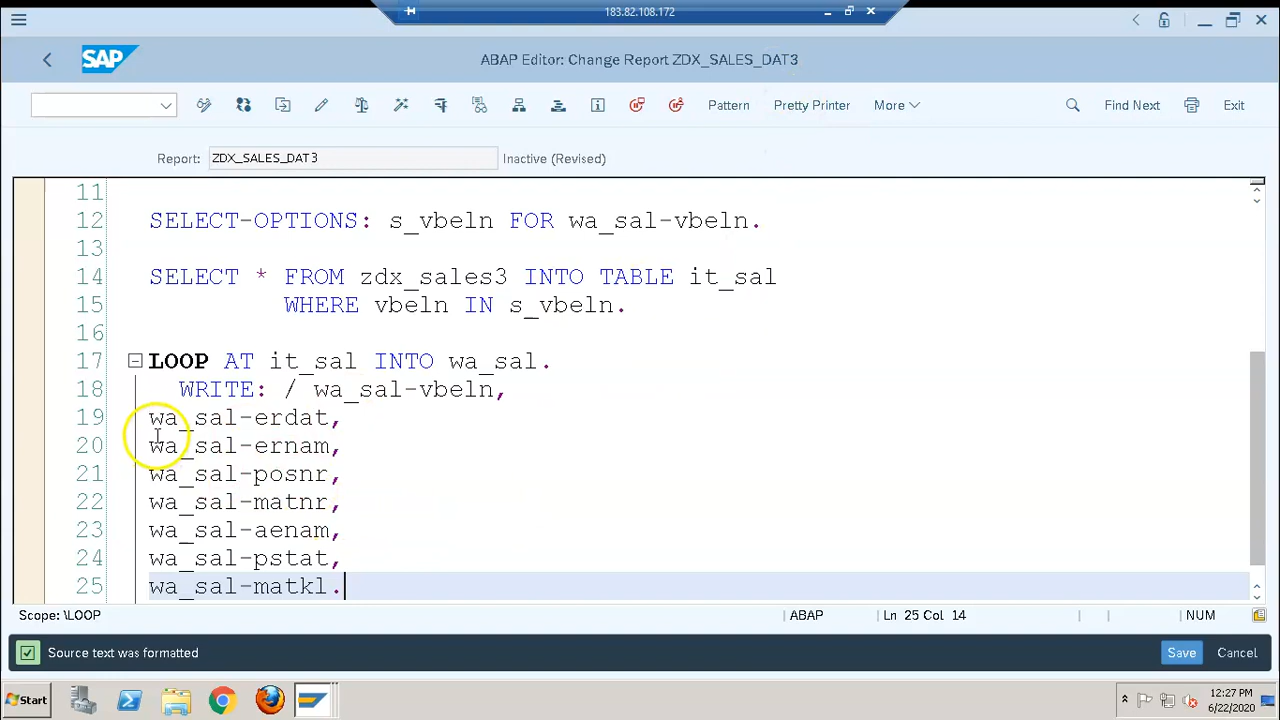 183.82.108.172
SAP
ABAP Editor: Change Report ZDX_SALES_DAT3
Pattern Pretty Printer More Find Next Exit
Report: ZDX_SALES_DAT3 Inactive (Revised)
11
12 SELECT-OPTIONS: s_vbeln FOR wa_sal-vbeln.
13
14 SELECT * FROM zdx_sales3 INTO TABLE it_sal
15 WHERE vbeln IN s_vbeln.
16
17 LOOP AT it_sal INTO wa_sal.
18 WRITE: / wa_sal-vbeln,
19 wa_sal-erdat,
20 wa_sal-ernam,
21 wa_sal-posnr,
22 wa_sal-matnr,
23 wa_sal-aenam,
24 wa_sal-pstat,
25 wa_sal-matkl.
Scope: \LOOP ABAP Ln 25 Col 14 NUM
Source text was formatted Save Cancel
Start 12:27 PM
6/22/2020